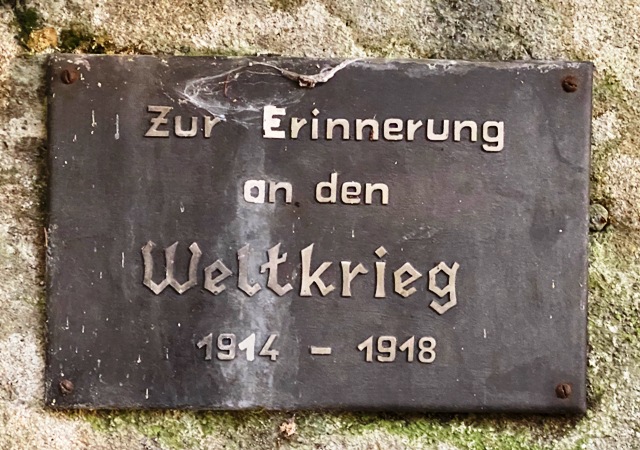 Zur Erinnerung
an den
Weltkrieg
1914 - 1918